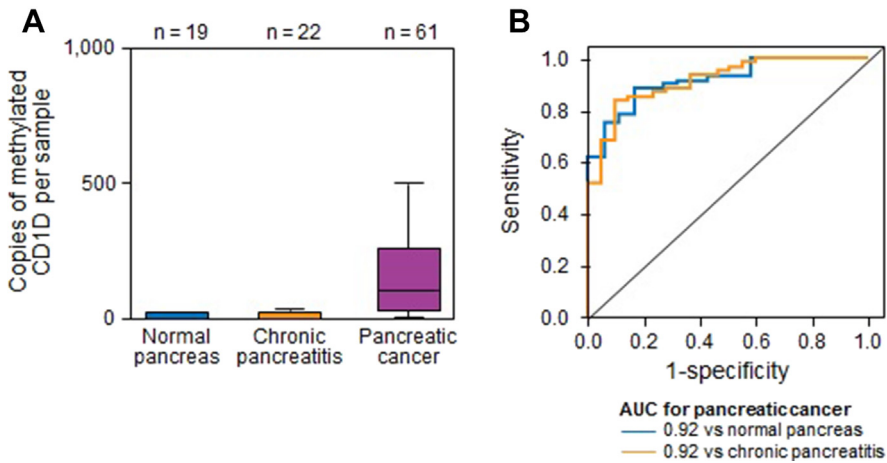 A
n = 19 n = 22 n = 61
1,000
500
0
Copies of methylated
CD1D per sample
Normal
pancreas
Chronic
pancreatitis
Pancreatic
cancer
B
1.0
0.8
0.6
0.4
0.2
0.0
Sensitivity
0.0 0.2 0.4 0.6 0.8 1.0
1-specificity
AUC for pancreatic cancer
0.92 vs normal pancreas
0.92 vs chronic pancreatitis